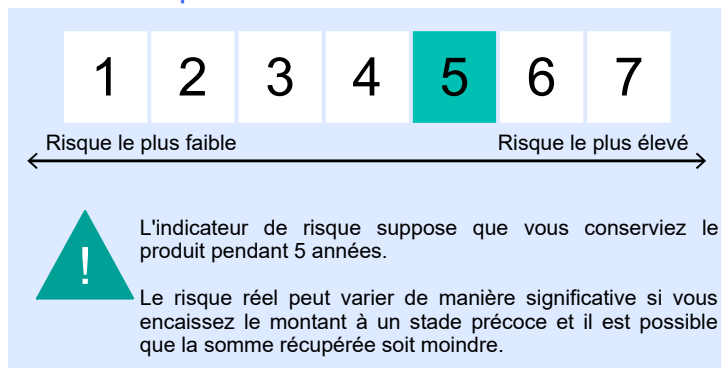 1 2 3 4 5 6 7
Risque le plus faible Risque le plus élevé
!
L'indicateur de risque suppose que vous conserviez le
produit pendant 5 années.
Le risque réel peut varier de manière significative si vous
encaissez le montant à un stade précoce et il est possible
que la somme récupérée soit moindre.